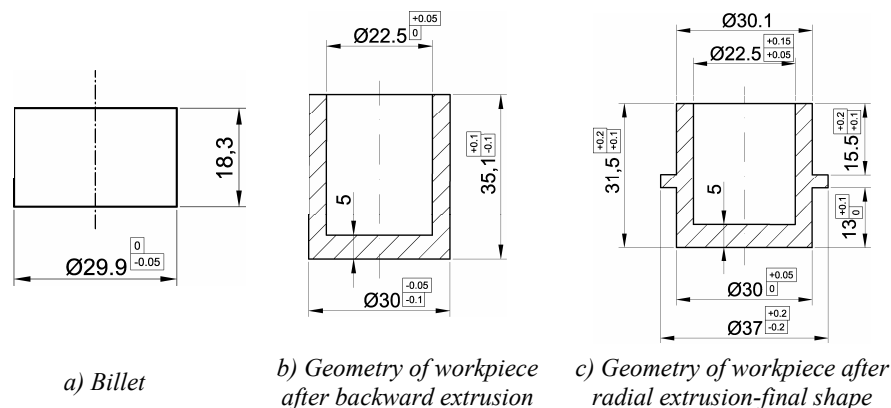 18,3
Ø29.9 0 -0.05
a) Billet
Ø22.5 +0.05 0
35,1 +0.1 -0.1
5
Ø30 -0.05 -0.1
b) Geometry of workpiece
after backward extrusion
Ø30.1
Ø22.5 +0.15 +0.05
31,5 +0.2 +0.1
15.5 +0.2 +0.1
5
13 +0.1 0
Ø30 +0.05 0
Ø37 +0.2 -0.2
c) Geometry of workpiece after
radial extrusion-final shape